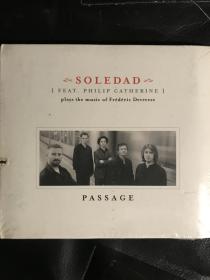 SOLEDAD
[ FEAT. PHILIP CATHERINE ]
plays the music of Frédéric Devreese
PASSAGE